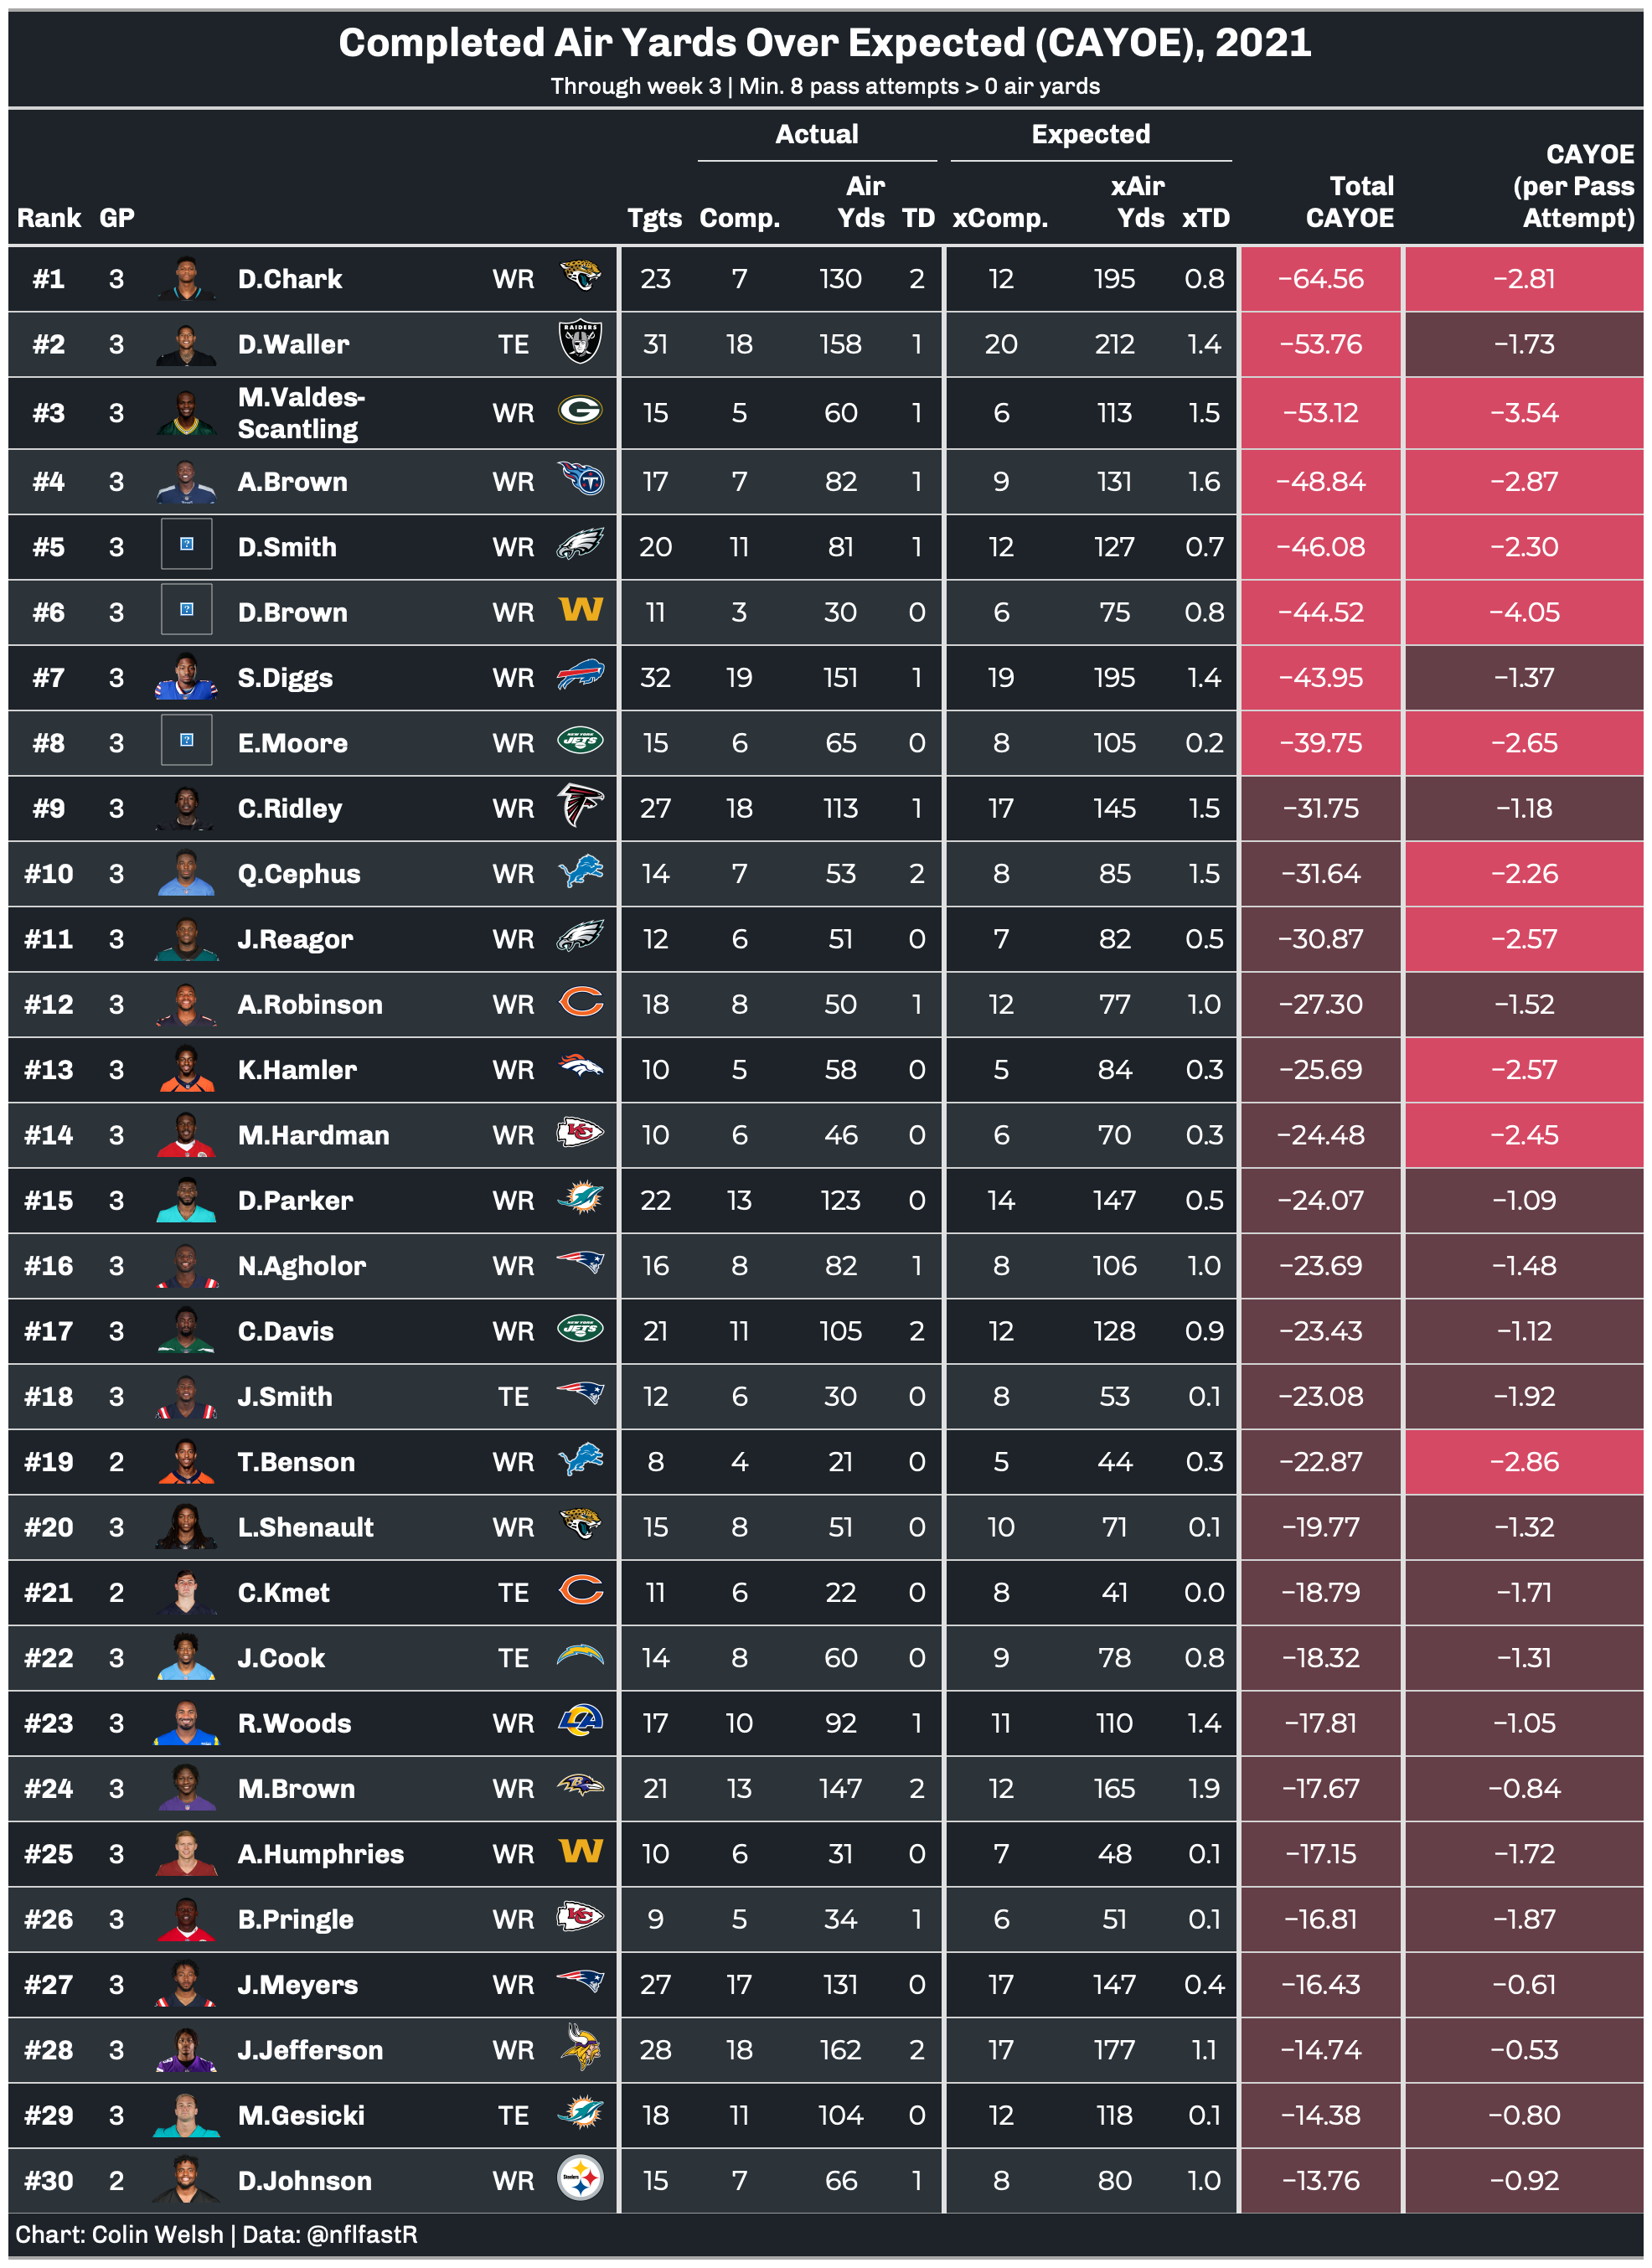 Completed Air Yards Over Expected (CAYOE), 2021
Through week 3 | Min. 8 pass attempts > 0 air yards
Actual Expected
Rank GP Tgts Comp. Air Yds TD xComp. xAir Yds xTD Total CAYOE CAYOE (per Pass Attempt)
#1 3 D.Chark WR 23 7 130 2 12 195 0.8 −64.56 −2.81
#2 3 D.Waller TE RAIDERS 31 18 158 1 20 212 1.4 −53.76 −1.73
#3 3 M.Valdes-
Scantling WR G 15 5 60 1 6 113 1.5 −53.12 −3.54
#4 3 A.Brown WR T 17 7 82 1 9 131 1.6 −48.84 −2.87
#5 3 D.Smith WR 20 11 81 1 12 127 0.7 −46.08 −2.30
#6 3 D.Brown WR W 11 3 30 0 6 75 0.8 −44.52 −4.05
#7 3 S.Diggs WR 32 19 151 1 19 195 1.4 −43.95 −1.37
#8 3 E.Moore WR NEW YORK JETS 15 6 65 0 8 105 0.2 −39.75 −2.65
#9 3 C.Ridley WR 27 18 113 1 17 145 1.5 −31.75 −1.18
#10 3 Q.Cephus WR 14 7 53 2 8 85 1.5 −31.64 −2.26
#11 3 J.Reagor WR 12 6 51 0 7 82 0.5 −30.87 −2.57
#12 3 A.Robinson WR C 18 8 50 1 12 77 1.0 −27.30 −1.52
#13 3 K.Hamler WR 10 5 58 0 5 84 0.3 −25.69 −2.57
#14 3 M.Hardman WR KC 10 6 46 0 6 70 0.3 −24.48 −2.45
#15 3 D.Parker WR 22 13 123 0 14 147 0.5 −24.07 −1.09
#16 3 N.Agholor WR 16 8 82 1 8 106 1.0 −23.69 −1.48
#17 3 C.Davis WR NEW YORK JETS 21 11 105 2 12 128 0.9 −23.43 −1.12
#18 3 J.Smith TE 12 6 30 0 8 53 0.1 −23.08 −1.92
#19 2 T.Benson WR 8 4 21 0 5 44 0.3 −22.87 −2.86
#20 3 L.Shenault WR 15 8 51 0 10 71 0.1 −19.77 −1.32
#21 2 C.Kmet TE C 11 6 22 0 8 41 0.0 −18.79 −1.71
#22 3 J.Cook TE 14 8 60 0 9 78 0.8 −18.32 −1.31
#23 3 R.Woods WR LA 17 10 92 1 11 110 1.4 −17.81 −1.05
#24 3 M.Brown WR B 21 13 147 2 12 165 1.9 −17.67 −0.84
#25 3 A.Humphries WR W 10 6 31 0 7 48 0.1 −17.15 −1.72
#26 3 B.Pringle WR KC 9 5 34 1 6 51 0.1 −16.81 −1.87
#27 3 J.Meyers WR 27 17 131 0 17 147 0.4 −16.43 −0.61
#28 3 J.Jefferson WR 28 18 162 2 17 177 1.1 −14.74 −0.53
#29 3 M.Gesicki TE 18 11 104 0 12 118 0.1 −14.38 −0.80
#30 2 D.Johnson WR Steelers 15 7 66 1 8 80 1.0 −13.76 −0.92
Chart: Colin Welsh | Data: @nflfastR